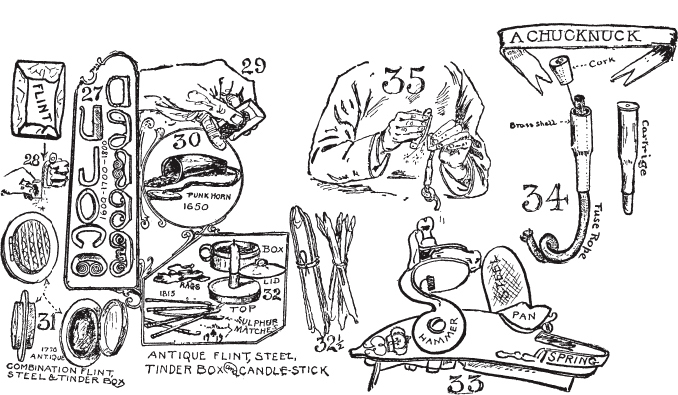 A CHUCKNUCK
29
35
Cork
FLINT
27
Brass shell
Cartrige
28
30
1600-1700-1800
PUNK HORN
1650
34
Fuse Rope
BOX
LID
RAGS
32
1815
TOP
SULPHUR
MATCHES
31
1770
ANTIQUE
COMBINATION FLINT,
STEEL & TINDER BOX
ANTIQUE FLINT, STEEL,
TINDER BOX & CANDLE-STICK
32½
HAMMER
PAN
SPRING
33